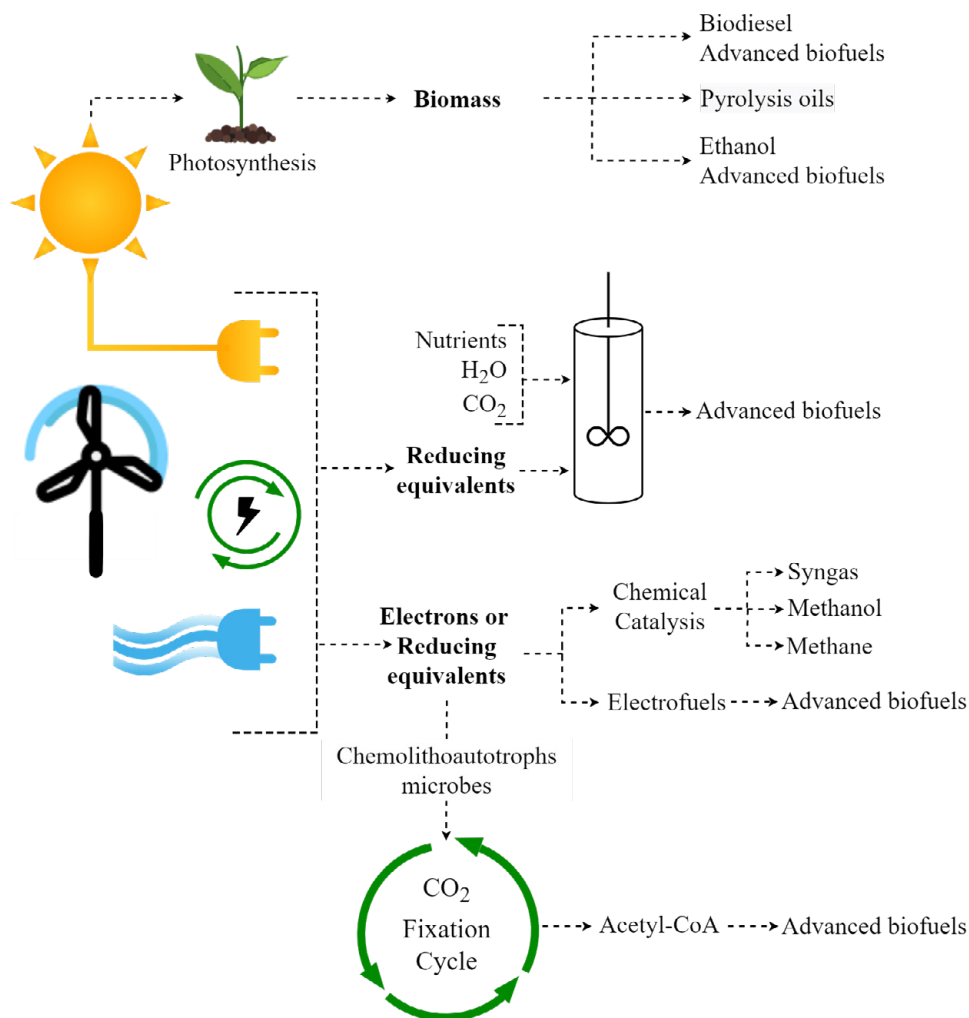 Biodiesel
Advanced biofuels
Photosynthesis
Biomass
Pyrolysis oils
Ethanol
Advanced biofuels
Nutrients
H₂O
CO₂
Reducing
equivalents
Advanced biofuels
Electrons or
Reducing
equivalents
Chemical
Catalysis
Syngas
Methanol
Methane
Electrofuels
Advanced biofuels
Chemolithoautotrophs
microbes
CO₂
Fixation
Cycle
Acetyl-CoA
Advanced biofuels